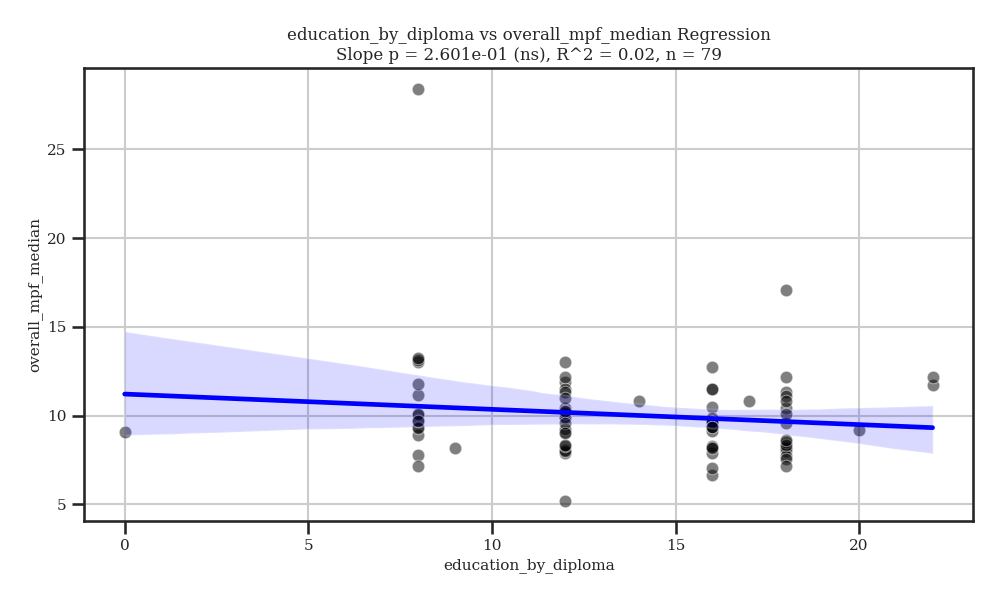 education_by_diploma vs overall_mpf_median Regression
Slope p = 2.601e-01 (ns), R^2 = 0.02, n = 79
overall_mpf_median
25
20
15
10
5
0
5
10
15
20
education_by_diploma